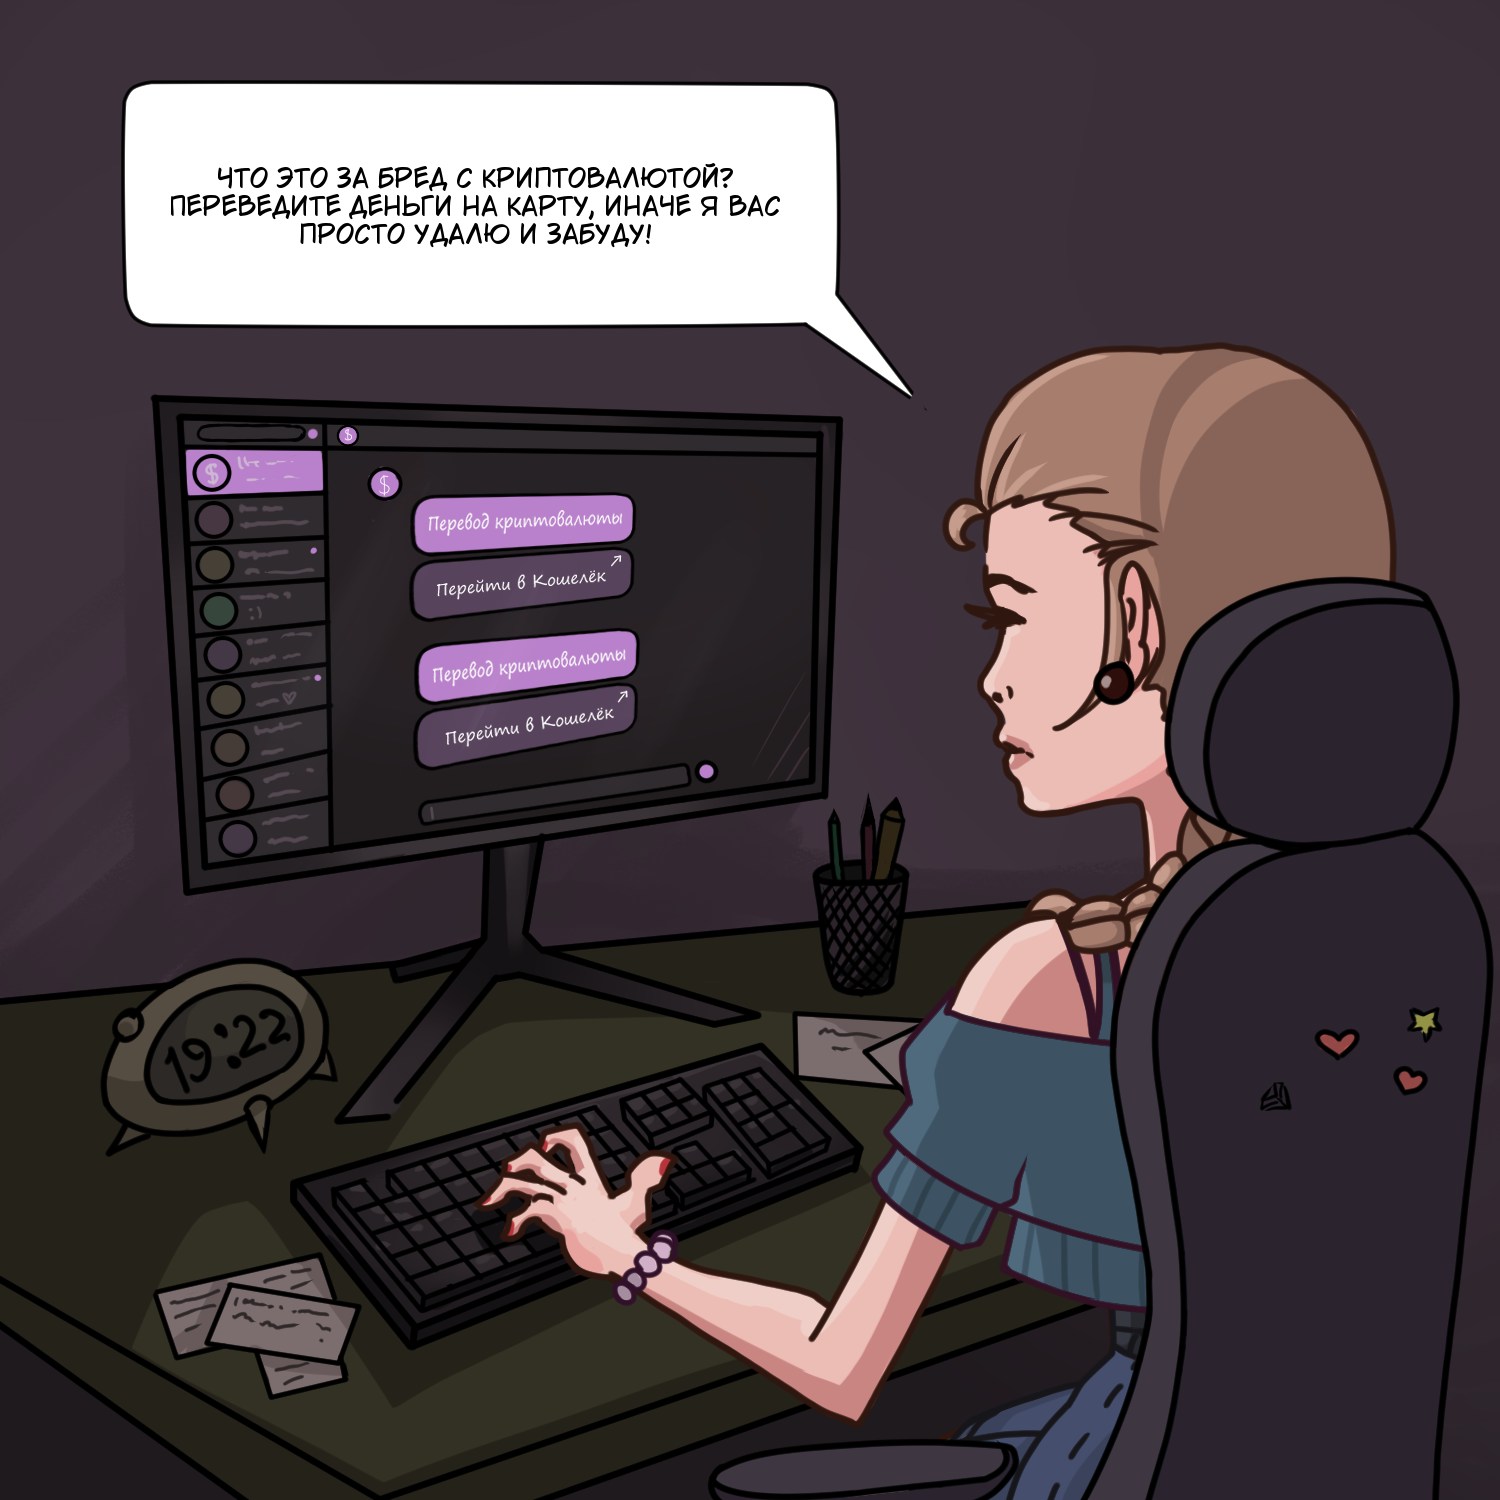 ЧТО ЭТО ЗА БРЕД С КРИПТОВАЛЮТОЙ?
ПЕРЕВЕДИТЕ ДЕНЬГИ НА КАРТУ, ИНАЧЕ Я ВАС
ПРОСТО УДАЛЮ И ЗАБУДУ!
$
$
$
Перевод криптовалюты
Перейти в Кошелёк
Перевод криптовалюты
Перейти в Кошелёк
:)
19:22